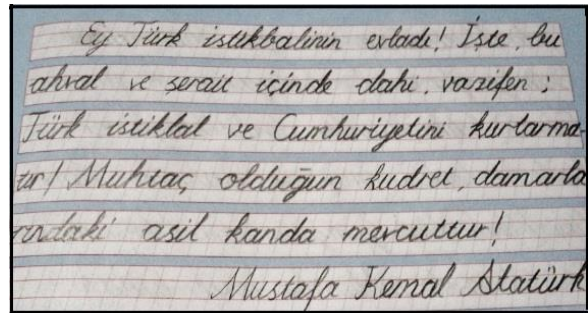 Ey Türk istikbalinin evladı! İşte, bu
ahval ve şerait içinde dahi, vazifen;
Türk istiklal ve Cumhuriyetini kurtarma
tır! Muhtaç olduğun kudret, damarla
rındaki asil kanda mevcuttur!
Mustafa Kemal Atatürk